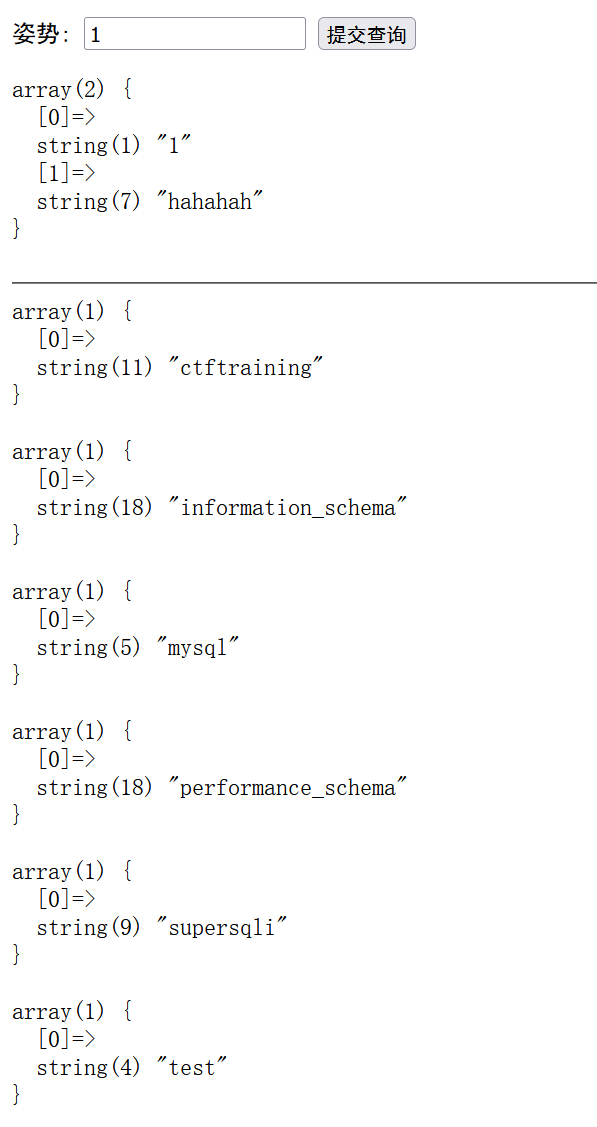 姿势: 1 提交查询
array(2) {
  [0]=>
  string(1) "1"
  [1]=>
  string(7) "hahahah"
}
array(1) {
  [0]=>
  string(11) "ctftraining"
}
array(1) {
  [0]=>
  string(18) "information_schema"
}
array(1) {
  [0]=>
  string(5) "mysql"
}
array(1) {
  [0]=>
  string(18) "performance_schema"
}
array(1) {
  [0]=>
  string(9) "supersqli"
}
array(1) {
  [0]=>
  string(4) "test"
}